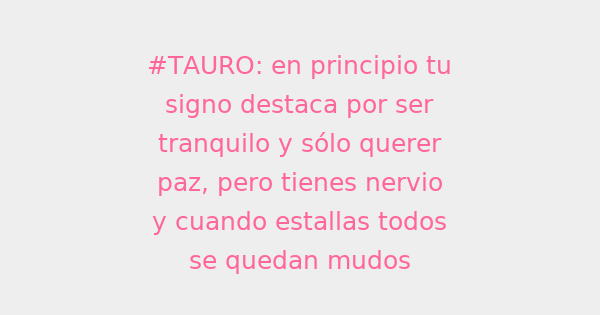 #TAURO: en principio tu
signo destaca por ser
tranquilo y sólo querer
paz, pero tienes nervio
y cuando estallas todos
se quedan mudos